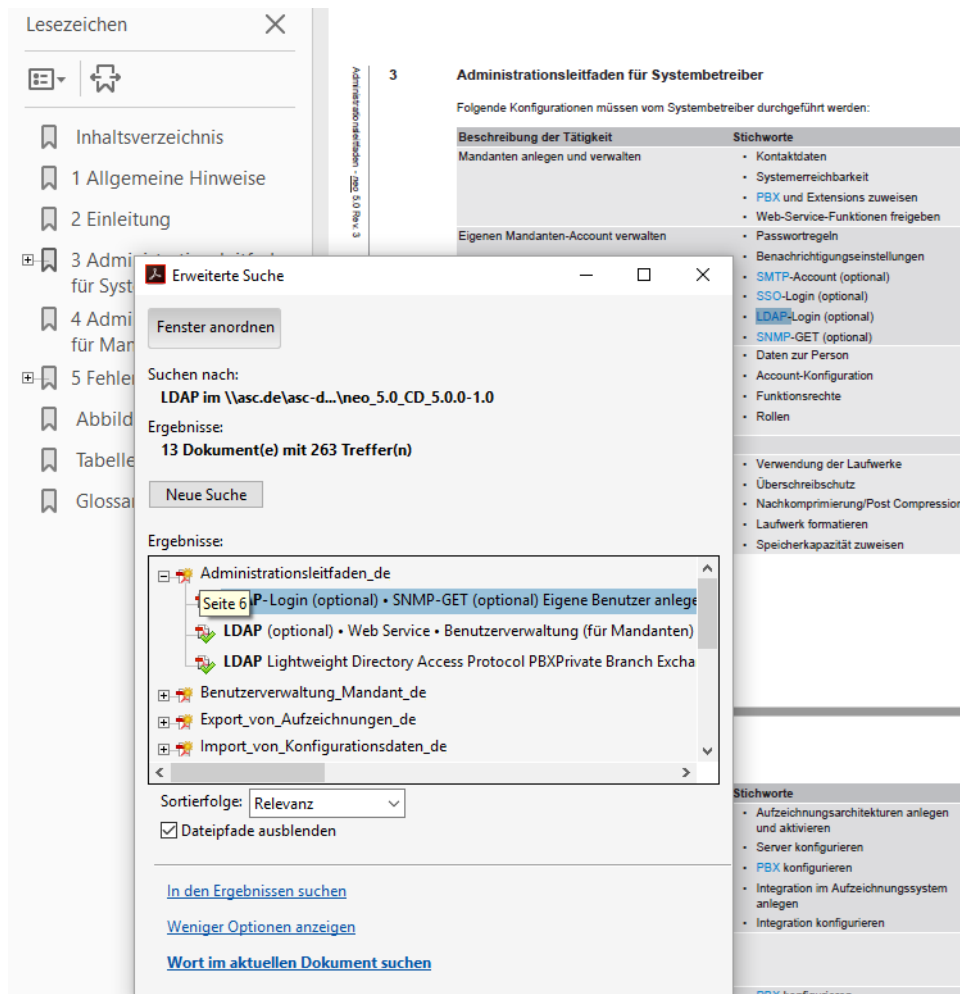 Lesezeichen
Inhaltsverzeichnis
1 Allgemeine Hinweise
2 Einleitung
3 Admi
für Syst
4 Admi
für Man
5 Fehler
Abbild
Tabelle
Glossa
Administrationsleitfaden - neo 5.0 Rev. 3
3 Administrationsleitfaden für Systembetreiber
Folgende Konfigurationen müssen vom Systembetreiber durchgeführt werden:
Beschreibung der Tätigkeit Stichworte
Mandanten anlegen und verwalten • Kontaktdaten
• Systemerreichbarkeit
• PBX und Extensions zuweisen
• Web-Service-Funktionen freigeben
Eigenen Mandanten-Account verwalten • Passwortregeln
• Benachrichtigungseinstellungen
• SMTP-Account (optional)
• SSO-Login (optional)
• LDAP-Login (optional)
• SNMP-GET (optional)
• Daten zur Person
• Account-Konfiguration
• Funktionsrechte
• Rollen
• Verwendung der Laufwerke
• Überschreibschutz
• Nachkomprimierung/Post Compression
• Laufwerk formatieren
• Speicherkapazität zuweisen
Stichworte
• Aufzeichnungsarchitekturen anlegen
und aktivieren
• Server konfigurieren
• PBX konfigurieren
• Integration im Aufzeichnungssystem
anlegen
• Integration konfigurieren
Erweiterte Suche
Fenster anordnen
Suchen nach:
LDAP im \\asc.de\asc-d...\neo_5.0_CD_5.0.0-1.0
Ergebnisse:
13 Dokument(e) mit 263 Treffer(n)
Neue Suche
Ergebnisse:
Administrationsleitfaden_de
Seite 6 P-Login (optional) • SNMP-GET (optional) Eigene Benutzer anlege
LDAP (optional) • Web Service • Benutzerverwaltung (für Mandanten)
LDAP Lightweight Directory Access Protocol PBXPrivate Branch Excha
Benutzerverwaltung_Mandant_de
Export_von_Aufzeichnungen_de
Import_von_Konfigurationsdaten_de
Sortierfolge: Relevanz
Dateipfade ausblenden
In den Ergebnissen suchen
Weniger Optionen anzeigen
Wort im aktuellen Dokument suchen